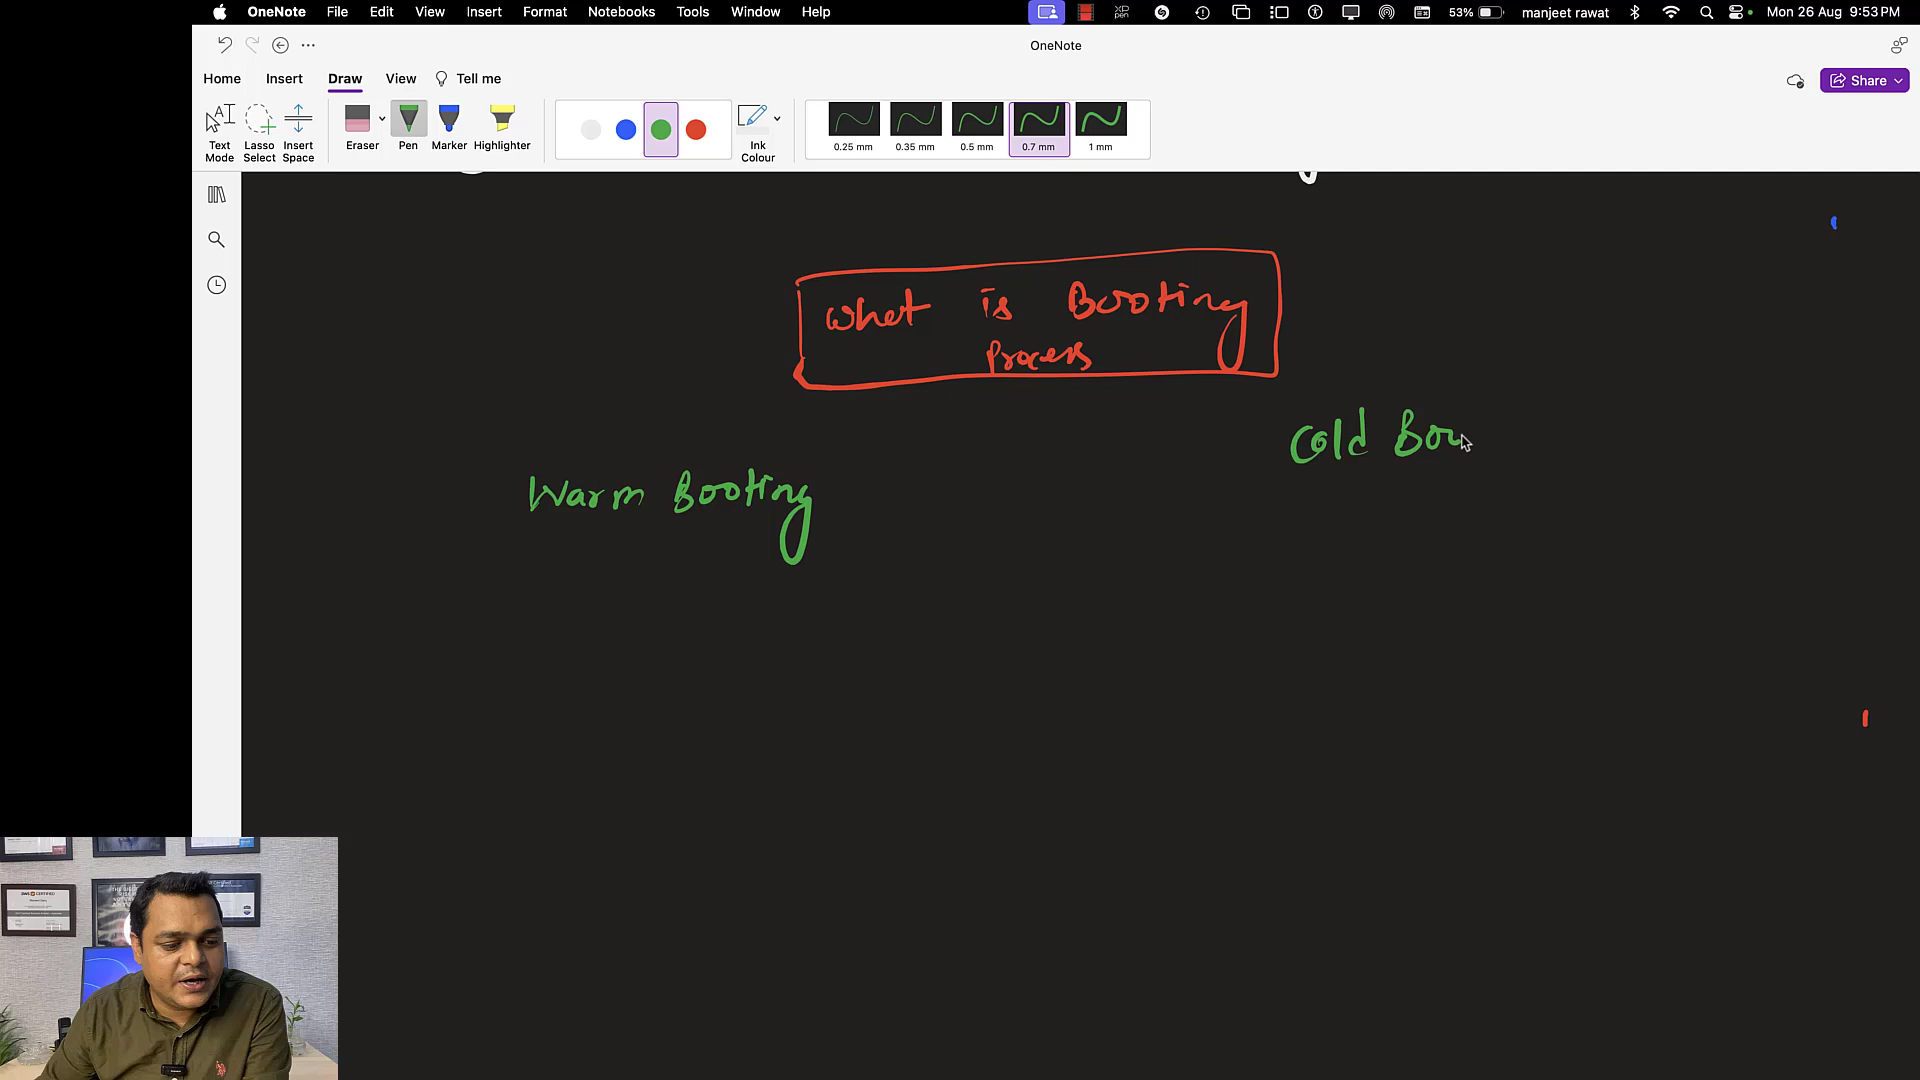 OneNote File Edit View Insert Format Notebooks Tools Window Help XP pen 53% manjeet rawat Mon 26 Aug 9:53 PM
OneNote
Home Insert Draw View Tell me Share
Text Mode
Lasso Select
Insert Space
Eraser
Pen
Marker
Highlighter
Ink Colour
0.25 mm
0.35 mm
0.5 mm
0.7 mm
1 mm
What is Booting
Process
Cold Boo
Warm Booting